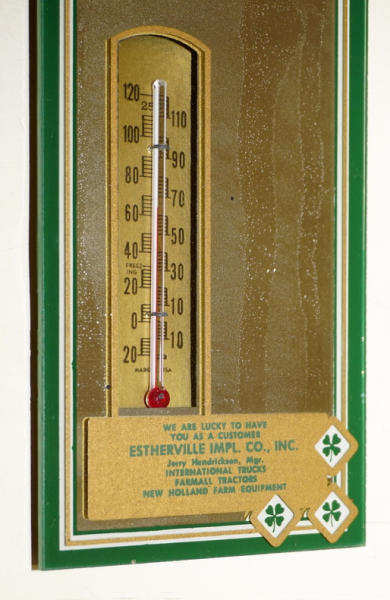 120
25
110
100
90
80
70
60
50
40
FREEZ-
ING
30
20
10
0
10
20
WE ARE LUCKY TO HAVE
YOU AS A CUSTOMER
ESTHERVILLE IMPL. CO., INC.
Jerry Hendrickson, Mgr.
INTERNATIONAL TRUCKS
FARMALL TRACTORS
NEW HOLLAND FARM EQUIPMENT